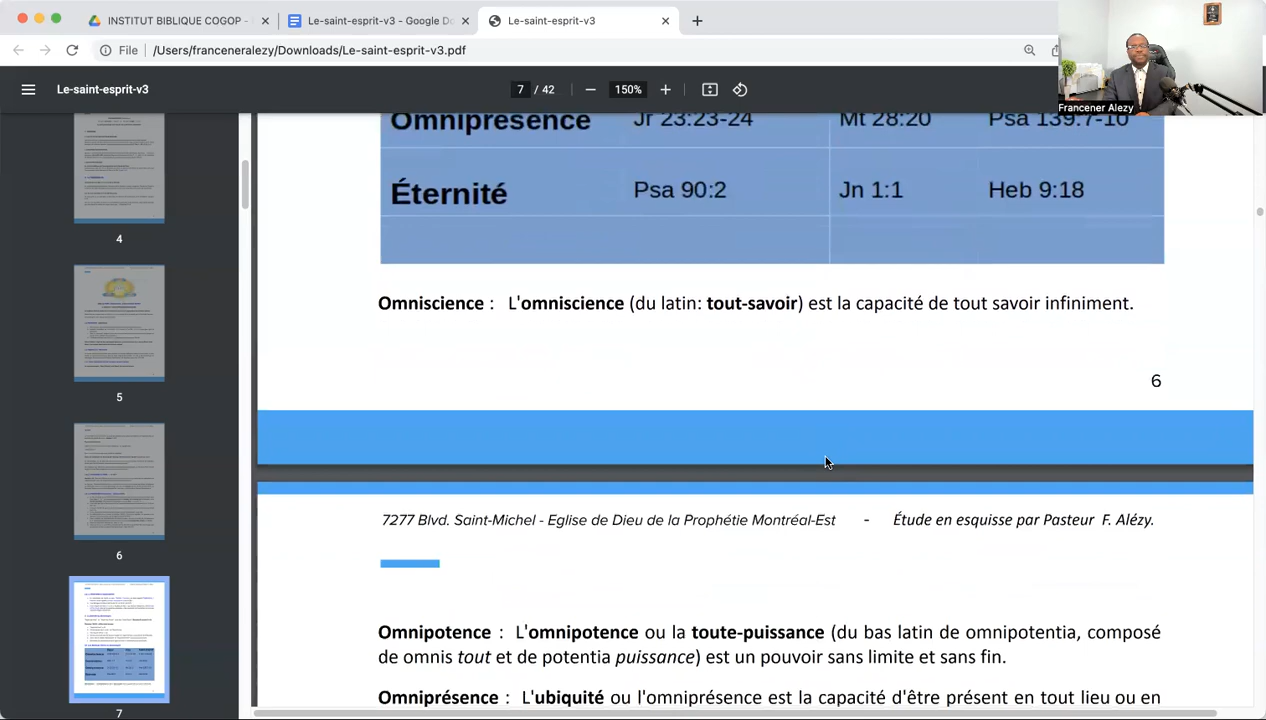 INSTITUT BIBLIQUE COGOP -
Le-saint-esprit-v3 - Google Do
Le-saint-esprit-v3
File
/Users/franceneralezy/Downloads/Le-saint-esprit-v3.pdf
Le-saint-esprit-v3
7 / 42
150%
Francener Alezy
Omniprésence Jr 23:23-24 Mt 28:20 Psa 139:7-10
Éternité Psa 90:2 Jn 1:1 Heb 9:18
Omniscience : L'omniscience (du latin: tout-savoir) est la capacité de tout savoir infiniment.
6
7277 Blvd. Saint-Michel - Eglise de Dieu de la Prophétie Montréal-Est - Étude en esquisse par Pasteur F. Alézy.
Omnipotence : L'omnipotence ou la toute-puissance (du bas latin de omnipotentia, composé
de omnis tout et de potentia puissance) est un pouvoir sans limite et sans fin.
Omniprésence : L'ubiquité ou l'omniprésence est la capacité d'être présent en tout lieu ou en
4
5
6
7